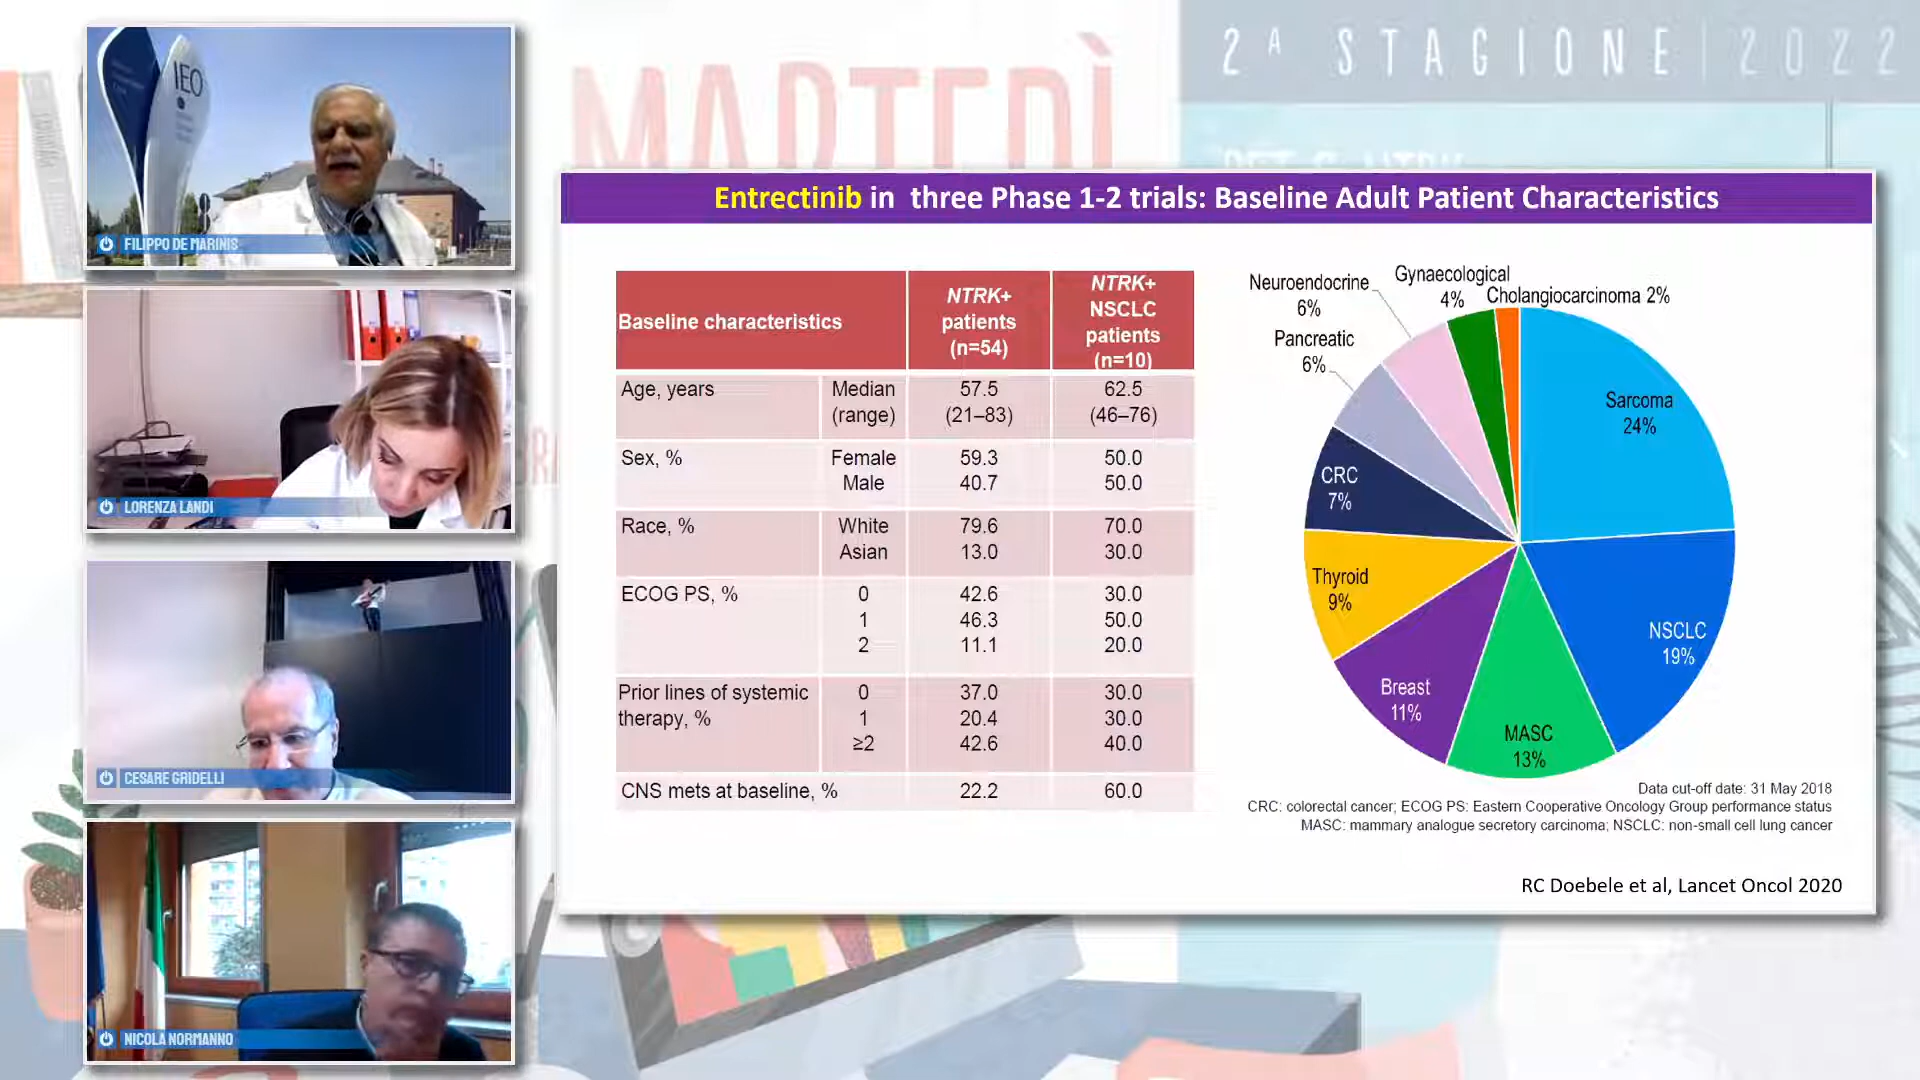 MARTEDÌ
2ᴬ STAGIONE | 2022
IEO
FILIPPO DE MARINIS
LORENZA LANDI
CESARE GRIDELLI
NICOLA NORMANNO
Entrectinib in three Phase 1-2 trials: Baseline Adult Patient Characteristics
Baseline characteristics
NTRK+
patients
(n=54)
NTRK+
NSCLC
patients
(n=10)
Age, years Median 57.5 62.5
(range) (21–83) (46–76)
Sex, % Female 59.3 50.0
Male 40.7 50.0
Race, % White 79.6 70.0
Asian 13.0 30.0
ECOG PS, % 0 42.6 30.0
1 46.3 50.0
2 11.1 20.0
Prior lines of systemic 0 37.0 30.0
therapy, % 1 20.4 30.0
≥2 42.6 40.0
CNS mets at baseline, % 22.2 60.0
Neuroendocrine
6%
Gynaecological
4%
Cholangiocarcinoma 2%
Pancreatic
6%
Sarcoma
24%
CRC
7%
Thyroid
9%
NSCLC
19%
Breast
11%
MASC
13%
Data cut-off date: 31 May 2018
CRC: colorectal cancer; ECOG PS: Eastern Cooperative Oncology Group performance status
MASC: mammary analogue secretory carcinoma; NSCLC: non-small cell lung cancer
RC Doebele et al, Lancet Oncol 2020